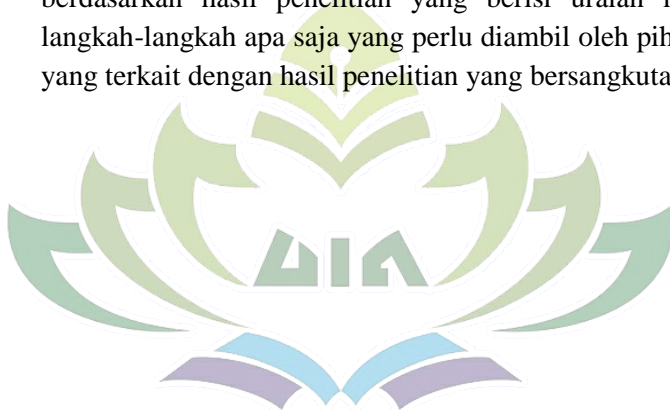 berdasarkan hasil penelitian yang berisi uraian
langkah-langkah apa saja yang perlu diambil oleh pih
yang terkait dengan hasil penelitian yang bersangkuta
UIN